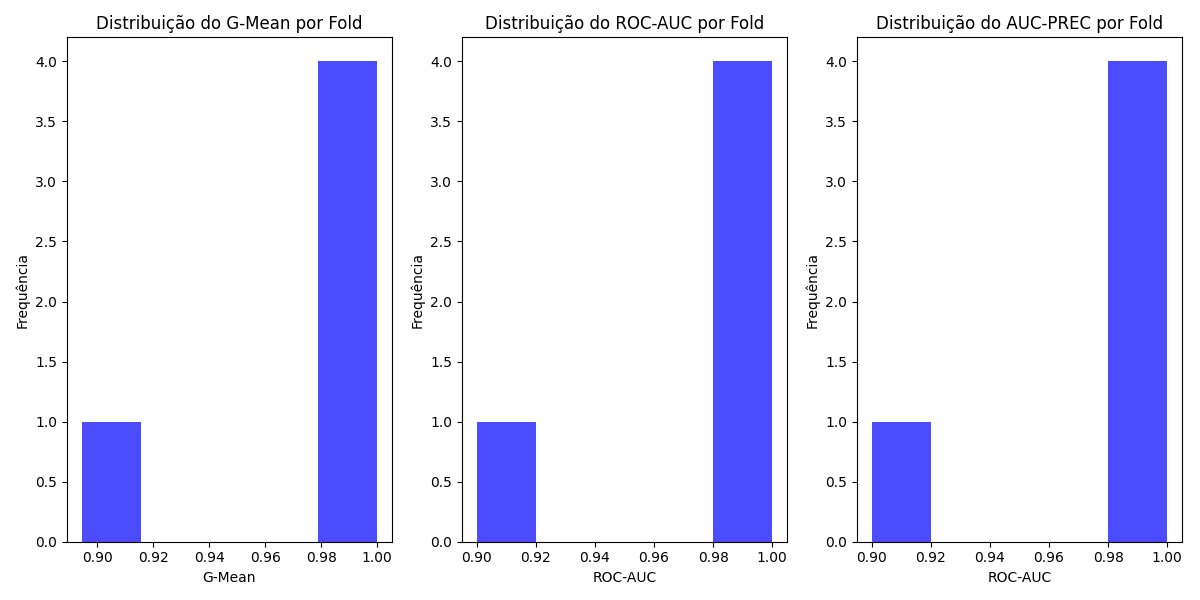 Distribuição do G-Mean por Fold
Distribuição do ROC-AUC por Fold
Distribuição do AUC-PREC por Fold
Frequência
4.0
3.5
3.0
2.5
2.0
1.5
1.0
0.5
0.0
0.90 0.92 0.94 0.96 0.98 1.00
G-Mean
Frequência
4.0
3.5
3.0
2.5
2.0
1.5
1.0
0.5
0.0
0.90 0.92 0.94 0.96 0.98 1.00
ROC-AUC
Frequência
4.0
3.5
3.0
2.5
2.0
1.5
1.0
0.5
0.0
0.90 0.92 0.94 0.96 0.98 1.00
ROC-AUC